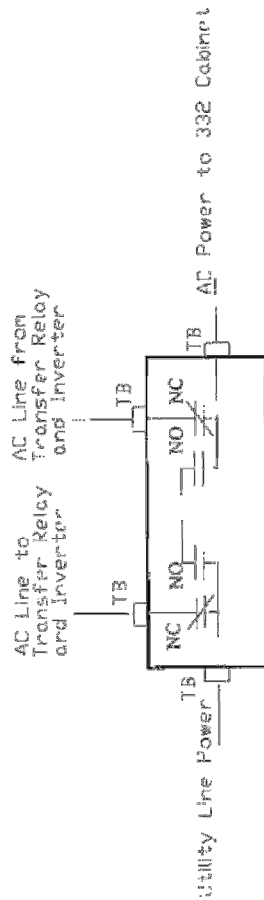 AC Line to
Transfer Relay
and Inverter
AC Line from
Transfer Relay
and Inverter
TB
TB
NC
NO
NO
NC
TB
TB
Utility Line Power
AC Power to 332 Cabinet